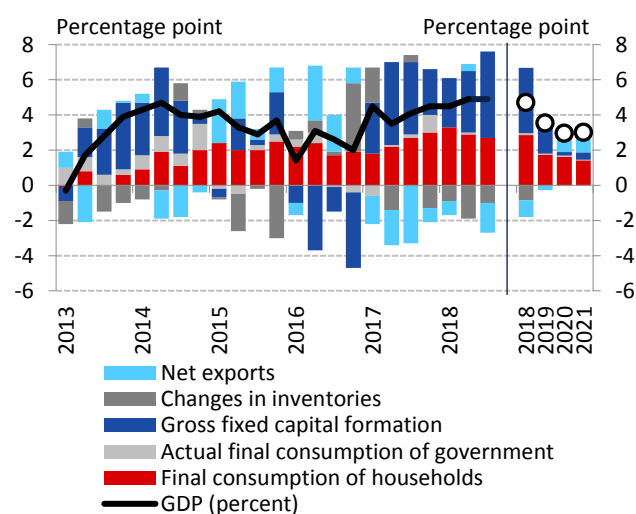 Percentage point Percentage point
8 8
6 6
4 4
2 2
0 0
-2 -2
-4 -4
-6 -6
2013 2014 2015 2016 2017 2018 2018 2019 2020 2021
Net exports
Changes in inventories
Gross fixed capital formation
Actual final consumption of government
Final consumption of households
GDP (percent)